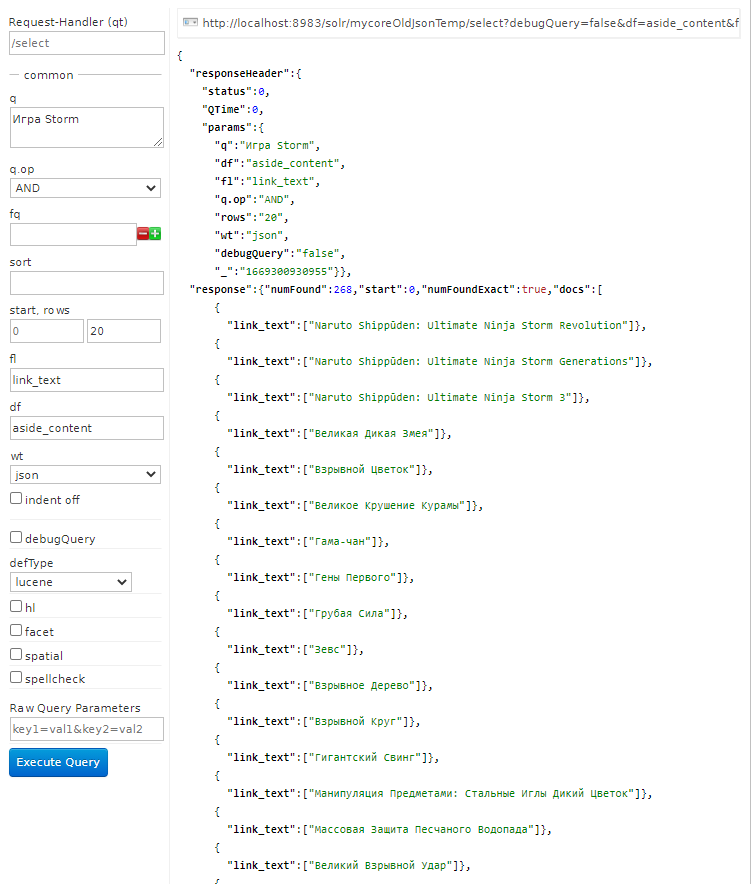 Request-Handler (qt)
/select
common
q
Игра Storm
q.op
AND
fq
sort
start, rows
0 20
fl
link_text
df
aside_content
wt
json
indent off
debugQuery
defType
lucene
hl
facet
spatial
spellcheck
Raw Query Parameters
key1=val1&key2=val2
Execute Query
http://localhost:8983/solr/mycoreOldJsonTemp/select?debugQuery=false&df=aside_content&f
{
"responseHeader":{
"status":0,
"QTime":0,
"params":{
"q":"Игра Storm",
"df":"aside_content",
"fl":"link_text",
"q.op":"AND",
"rows":"20",
"wt":"json",
"debugQuery":"false",
"_":"1669300930955"}},
"response":{"numFound":268,"start":0,"numFoundExact":true,"docs":[
{
"link_text":["Naruto Shippūden: Ultimate Ninja Storm Revolution"]},
{
"link_text":["Naruto Shippūden: Ultimate Ninja Storm Generations"]},
{
"link_text":["Naruto Shippūden: Ultimate Ninja Storm 3"]},
{
"link_text":["Великая Дикая Змея"]},
{
"link_text":["Взрывной Цветок"]},
{
"link_text":["Великое Крушение Курамы"]},
{
"link_text":["Гама-чан"]},
{
"link_text":["Гены Первого"]},
{
"link_text":["Грубая Сила"]},
{
"link_text":["Зевс"]},
{
"link_text":["Взрывное Дерево"]},
{
"link_text":["Взрывной Круг"]},
{
"link_text":["Гигантский Свинг"]},
{
"link_text":["Манипуляция Предметами: Стальные Иглы Дикий Цветок"]},
{
"link_text":["Массовая Защита Песчаного Водопада"]},
{
"link_text":["Великий Взрывной Удар"]},
{